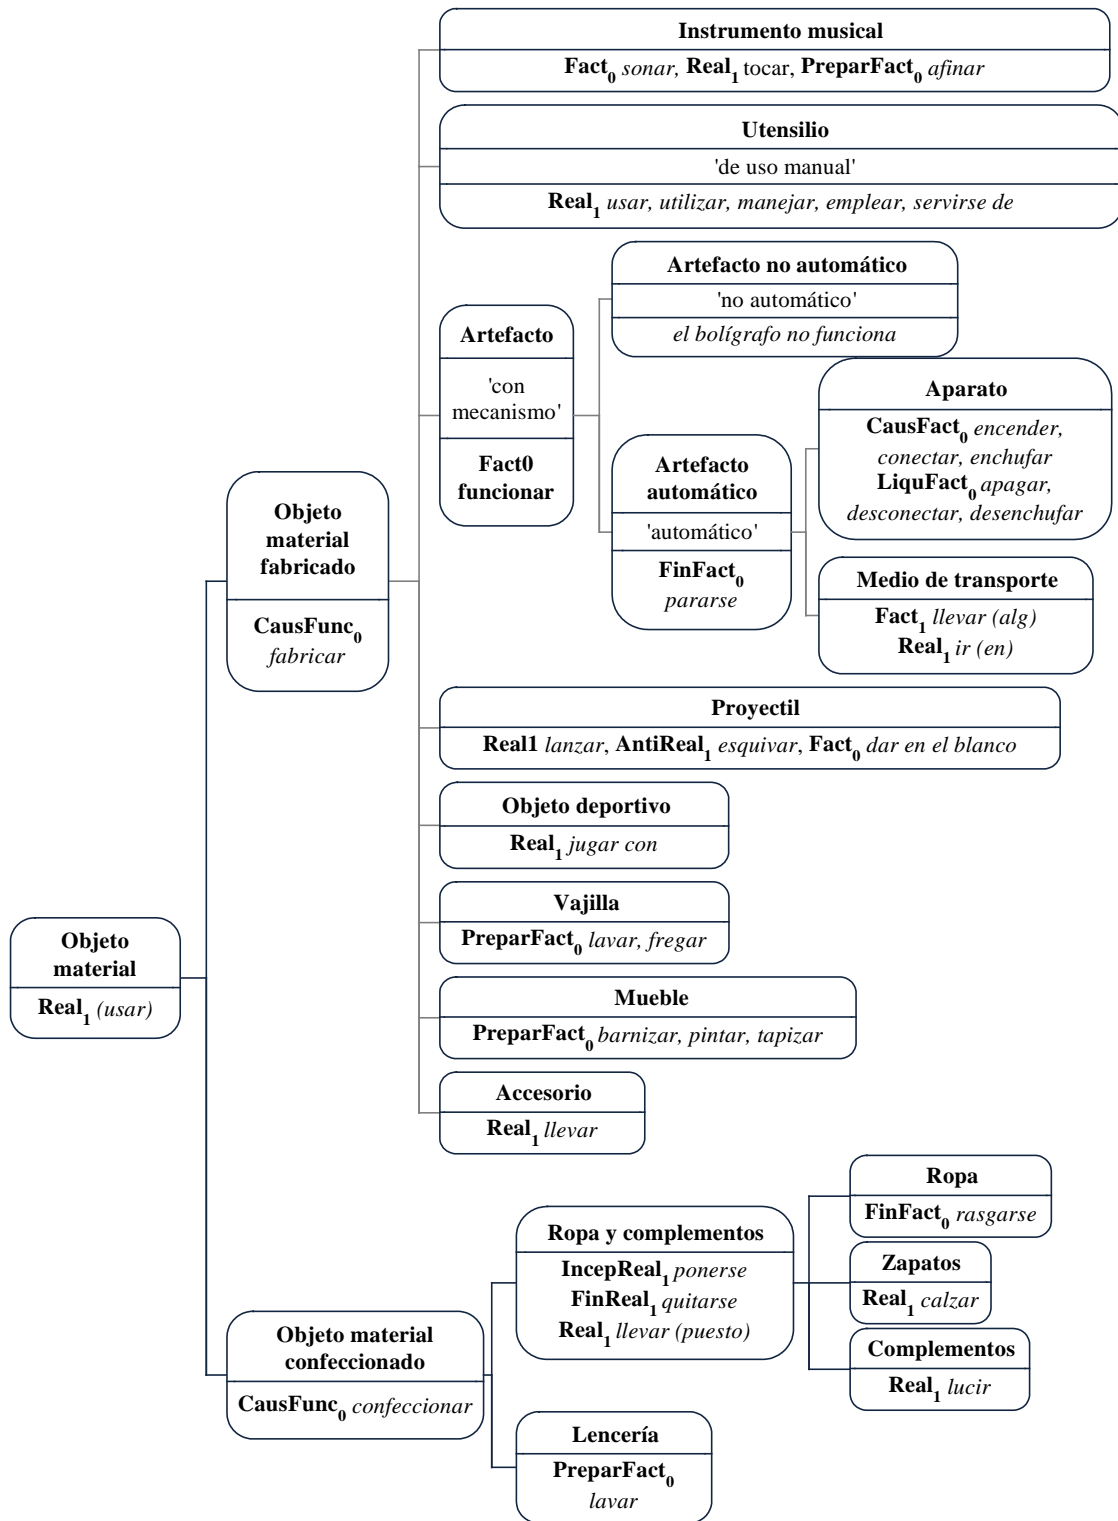 Instrumento musical
Fact0 sonar, Real1 tocar, PreparFact0 afinar
Utensilio
'de uso manual'
Real1 usar, utilizar, manejar, emplear, servirse de
Artefacto
'con
mecanismo'
Fact0
funcionar
Artefacto no automático
'no automático'
el bolígrafo no funciona
Artefacto
automático
'automático'
FinFact0
pararse
Aparato
CausFact0 encender,
conectar, enchufar
LiquFact0 apagar,
desconectar, desenchufar
Medio de transporte
Fact1 llevar (alg)
Real1 ir (en)
Objeto
material
fabricado
CausFunc0
fabricar
Proyectil
Real1 lanzar, AntiReal1 esquivar, Fact0 dar en el blanco
Objeto deportivo
Real1 jugar con
Vajilla
PreparFact0 lavar, fregar
Objeto
material
Real1 (usar)
Mueble
PreparFact0 barnizar, pintar, tapizar
Accesorio
Real1 llevar
Objeto material
confeccionado
CausFunc0 confeccionar
Ropa y complementos
IncepReal1 ponerse
FinReal1 quitarse
Real1 llevar (puesto)
Ropa
FinFact0 rasgarse
Zapatos
Real1 calzar
Complementos
Real1 lucir
Lencería
PreparFact0
lavar